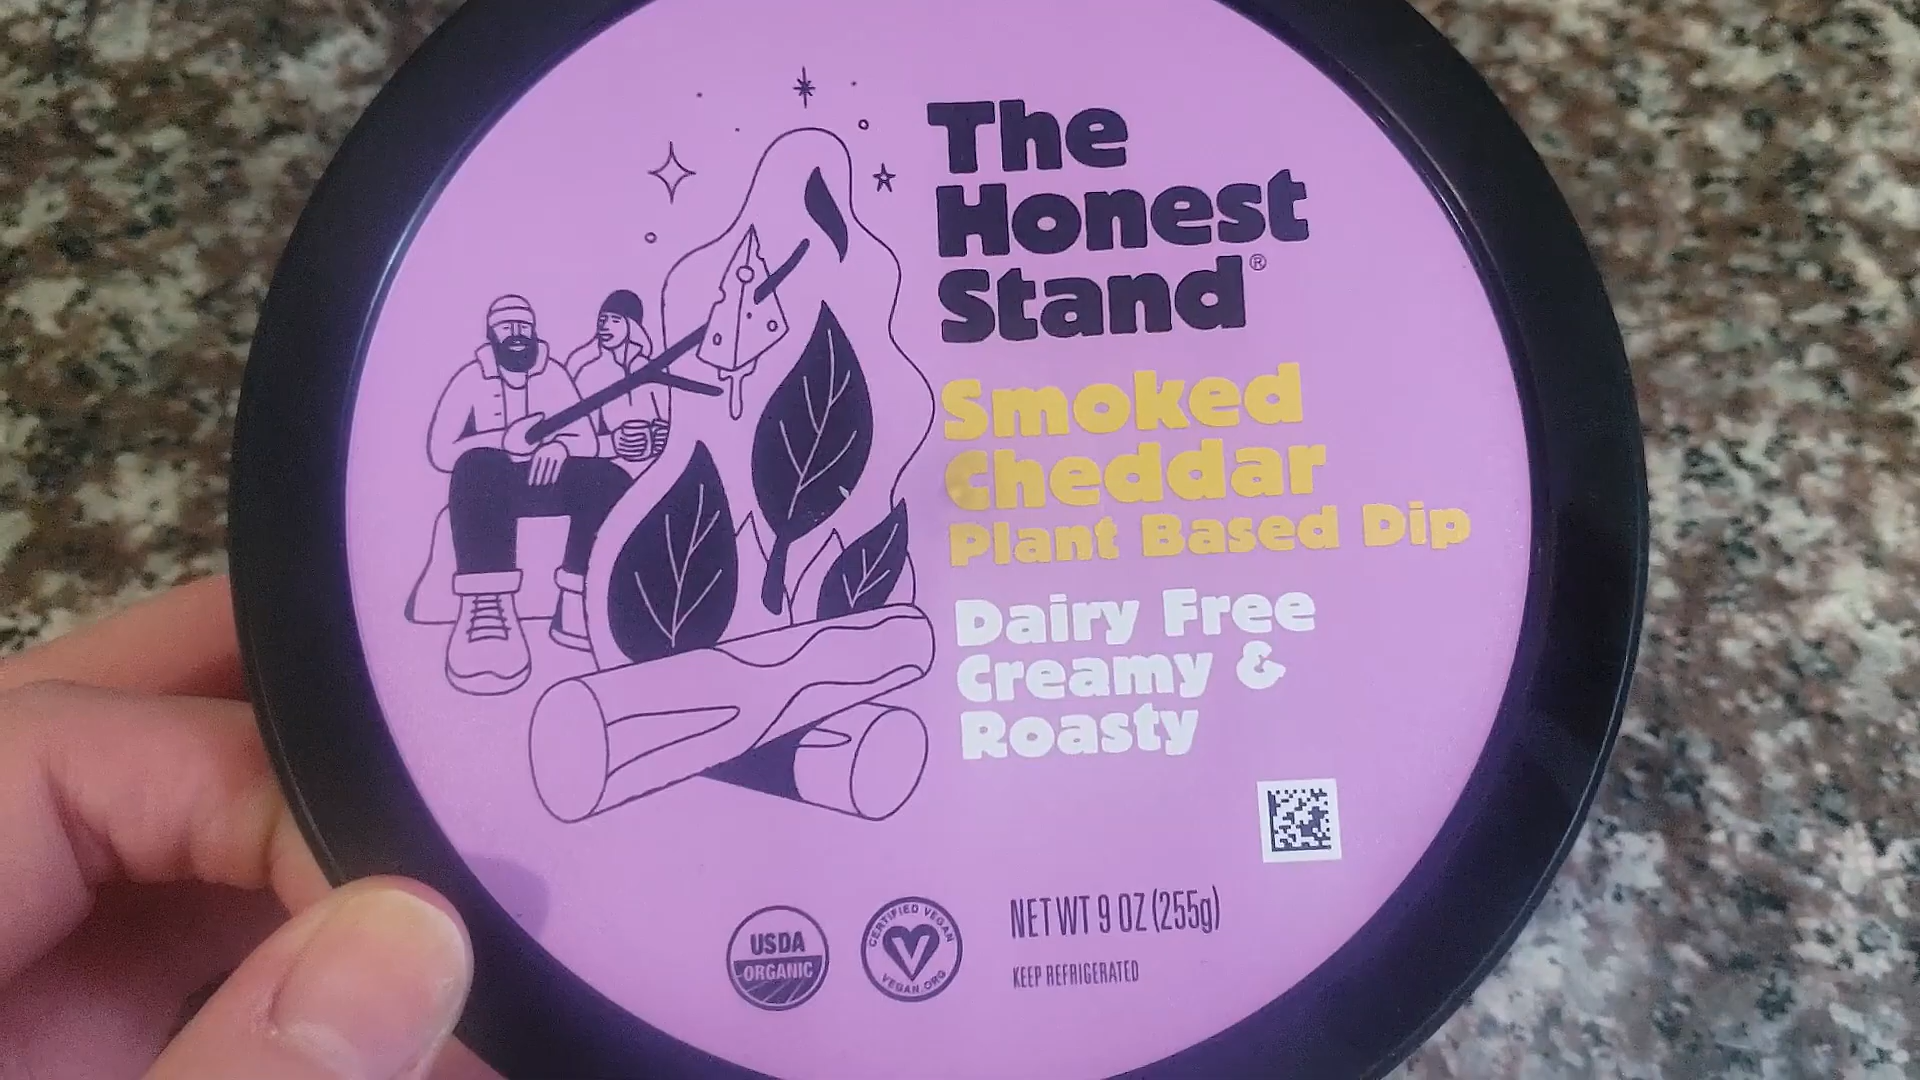 The
Honest
Stand®
Smoked
Cheddar
Plant Based Dip
Dairy Free
Creamy &
Roasty
USDA
ORGANIC
CERTIFIED VEGAN
VEGAN.ORG
NET WT 9 OZ (255g)
KEEP REFRIGERATED